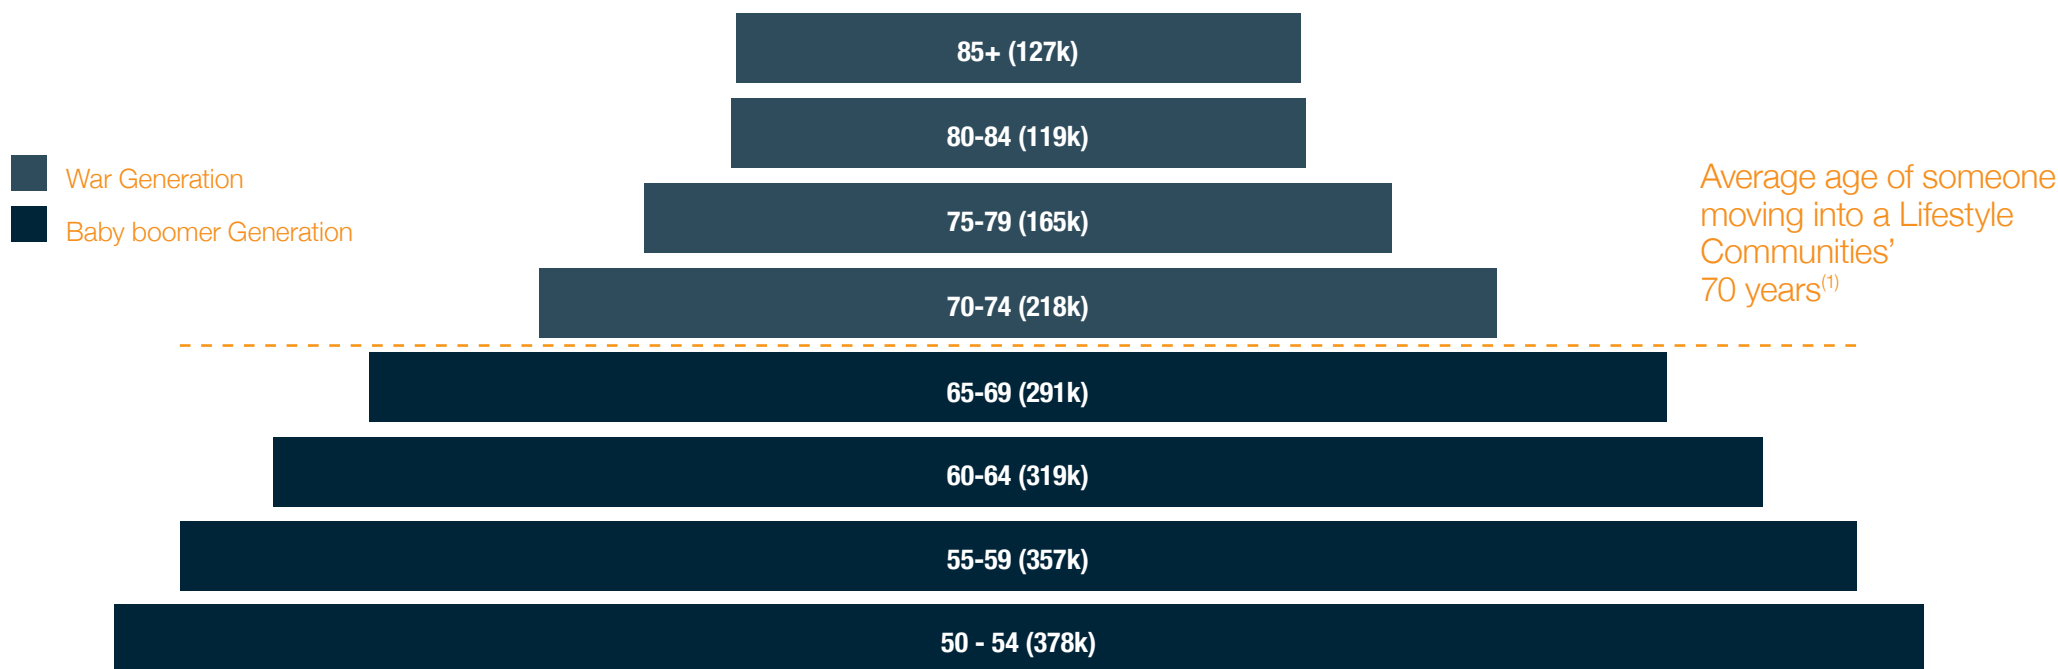 85+ (127k)
80-84 (119k)
War Generation
75-79 (165k)
Baby boomer Generation
Average age of someone
moving into a Lifestyle
Communities’
70 years(1)
70-74 (218k)
65-69 (291k)
60-64 (319k)
55-59 (357k)
50 - 54 (378k)